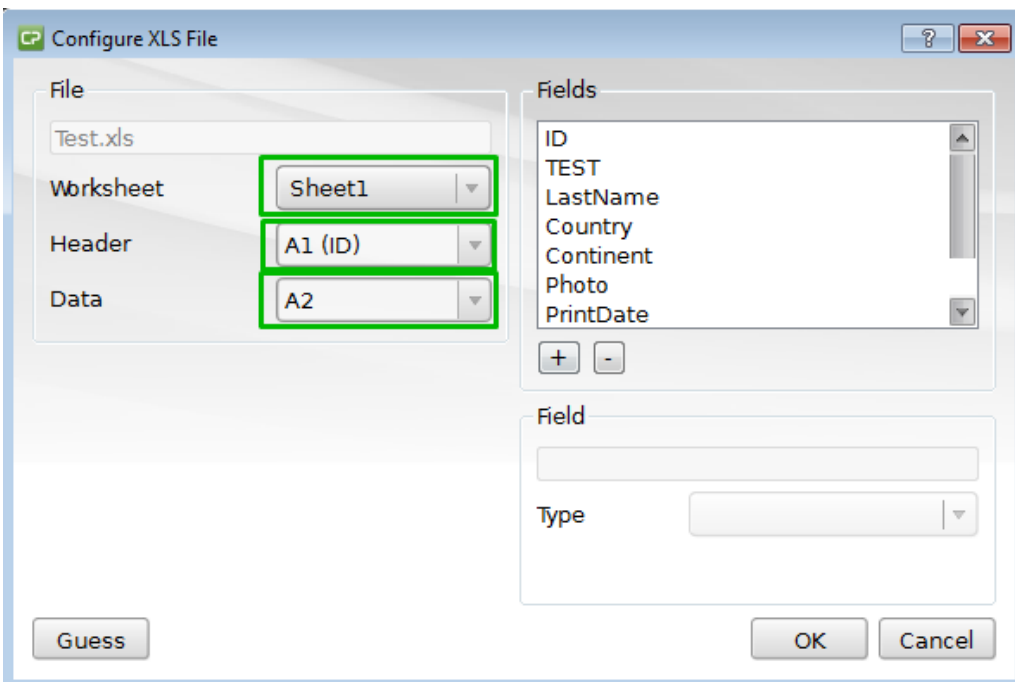 CP Configure XLS File ?
File
Test.xls
Worksheet Sheet1
Header A1 (ID)
Data A2
Fields
ID
TEST
LastName
Country
Continent
Photo
PrintDate
+ -
Field
Type
Guess
OK Cancel